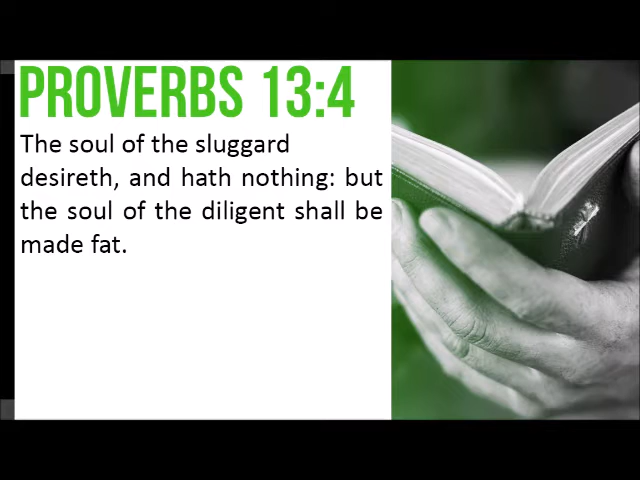 PROVERBS 13:4
The soul of the sluggard
desireth, and hath nothing: but
the soul of the diligent shall be
made fat.